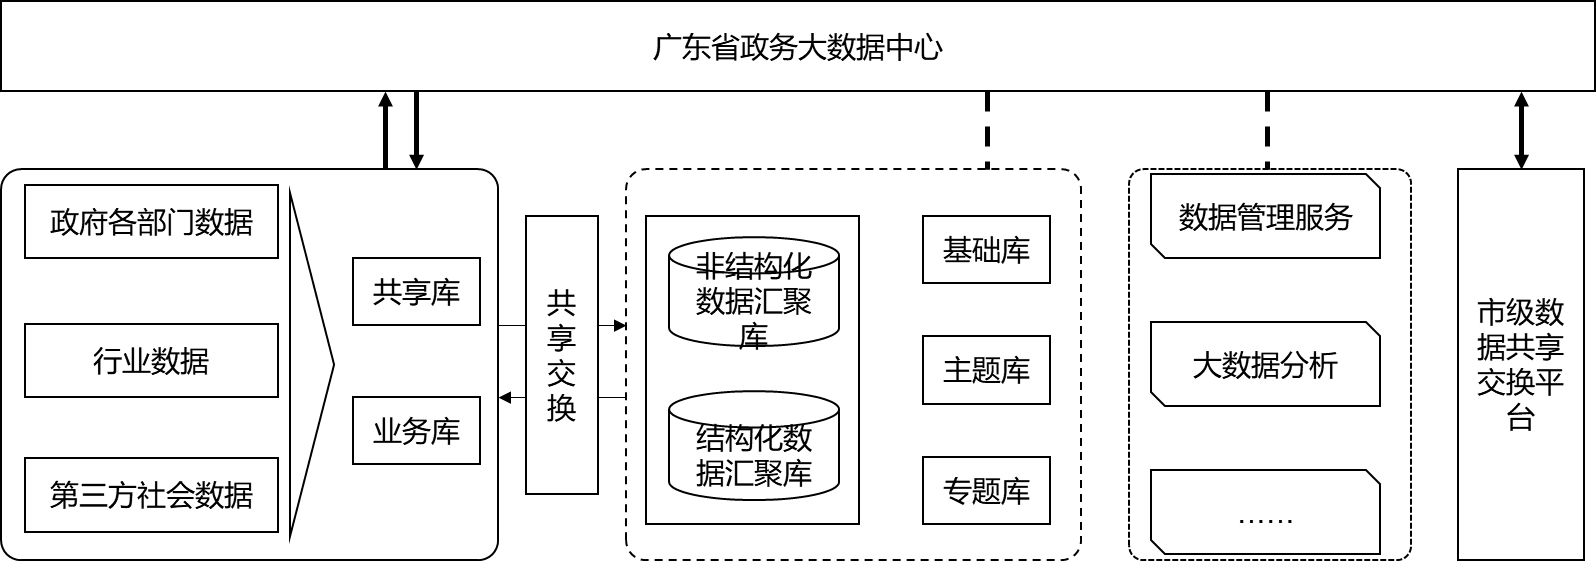 广东省政务大数据中心
政府各部门数据
行业数据
第三方社会数据
共享库
业务库
共
享
交
换
非结构化
数据汇聚
库
结构化数
据汇聚库
基础库
主题库
专题库
数据管理服务
大数据分析
……
市级数
据共享
交换平
台